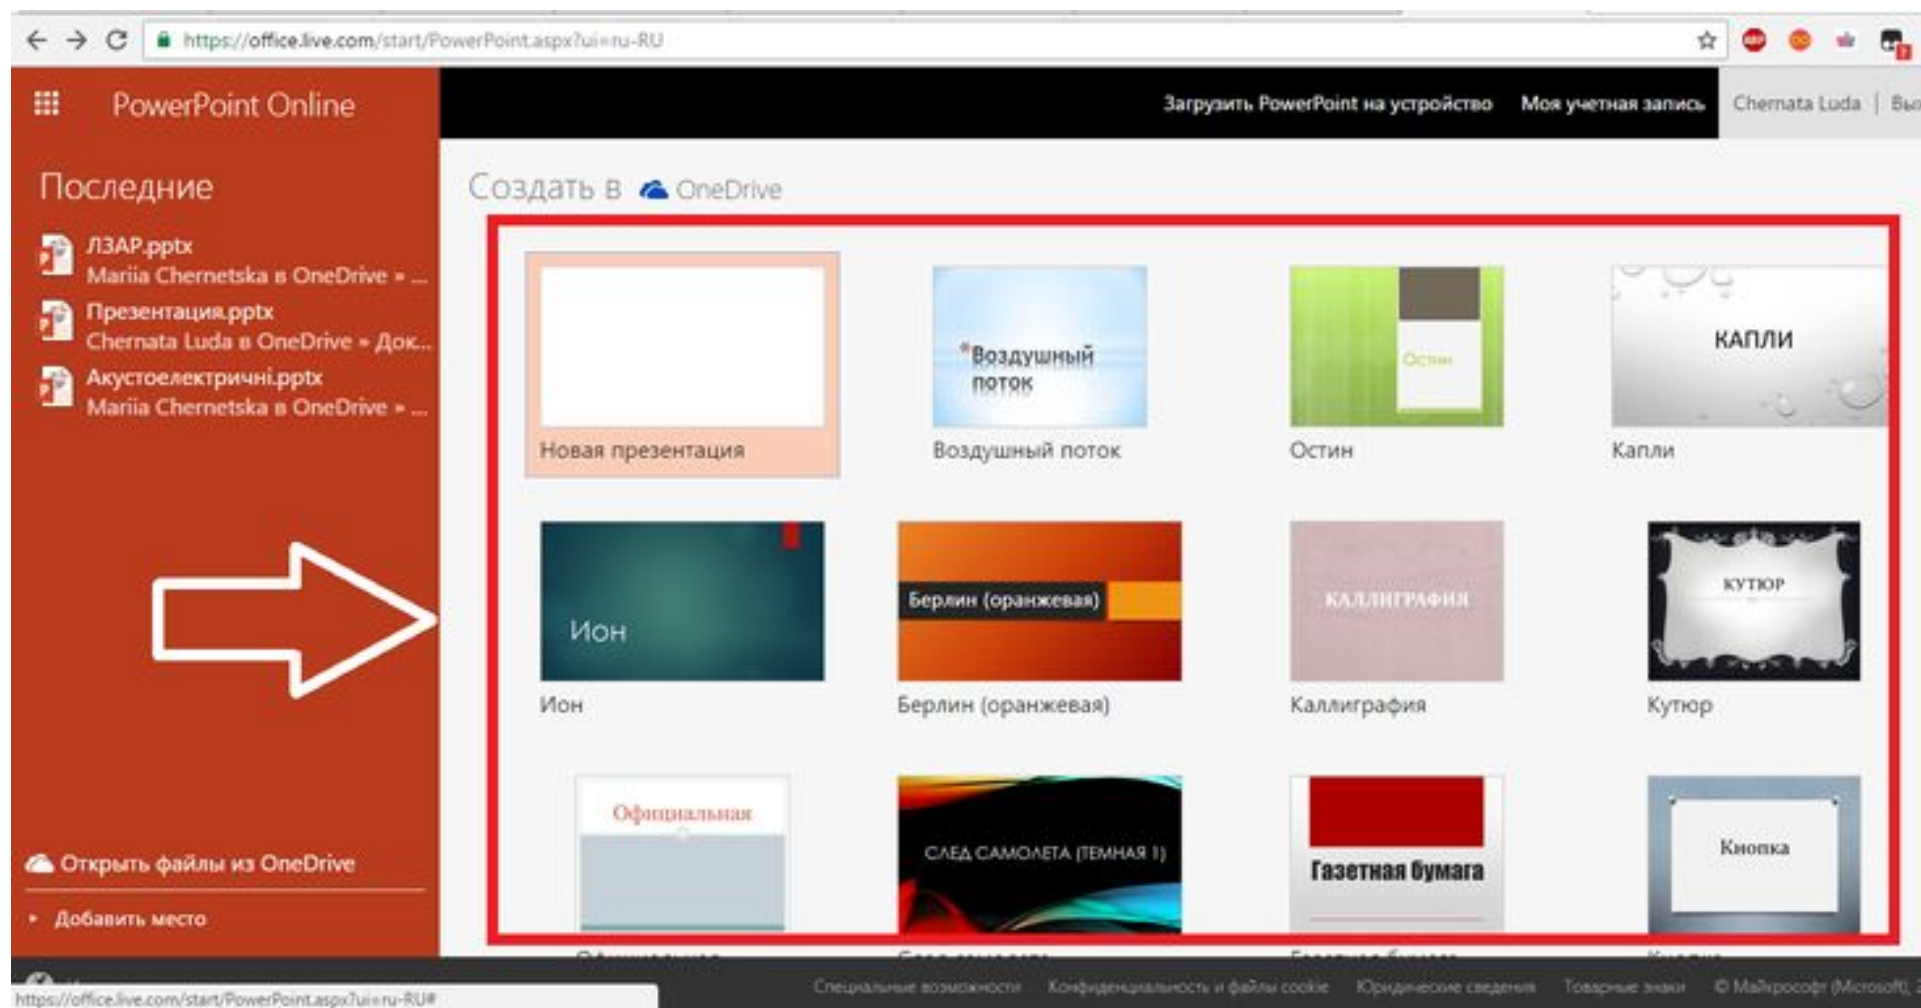 https://office.live.com/start/PowerPoint.aspx?ui=ru-RU
PowerPoint Online
Загрузить PowerPoint на устройство
Моя учетная запись
Chernata Luda |
Последние
ЛЗАР.pptx
Mariia Chernetska в OneDrive » ...
Презентация.pptx
Chernata Luda в OneDrive » Док...
Акустоелектричні.pptx
Mariia Chernetska в OneDrive » ...
Открыть файлы из OneDrive
Добавить место
Создать в OneDrive
Новая презентация
*Воздушный
поток
Воздушный поток
Остин
Остин
КАПЛИ
Капли
Ион
Ион
Берлин (оранжевая)
Берлин (оранжевая)
КАЛЛИГРАФИЯ
Каллиграфия
КУТЮР
Кутюр
Официальная
СЛЕД САМОЛЕТА (ТЕМНАЯ 1)
Газетная бумага
Кнопка
Специальные возможности
Конфиденциальность и файлы cookie
Юридические сведения
Товарные знаки
© Майкрософт (Microsoft),
https://office.live.com/start/PowerPoint.aspx?ui=ru-RU#